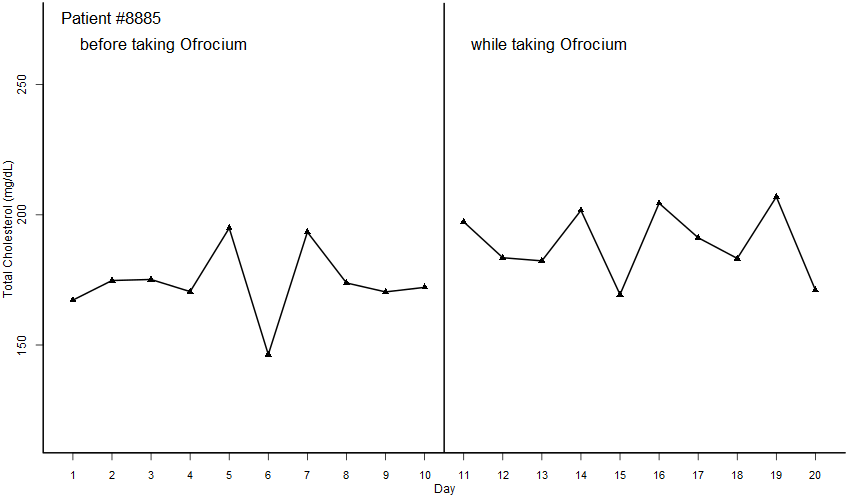 Patient #8885
before taking Ofrocium
while taking Ofrocium
250
200
150
Total Cholesterol (mg/dL)
1 2 3 4 5 6 7 8 9 10 11 12 13 14 15 16 17 18 19 20
Day